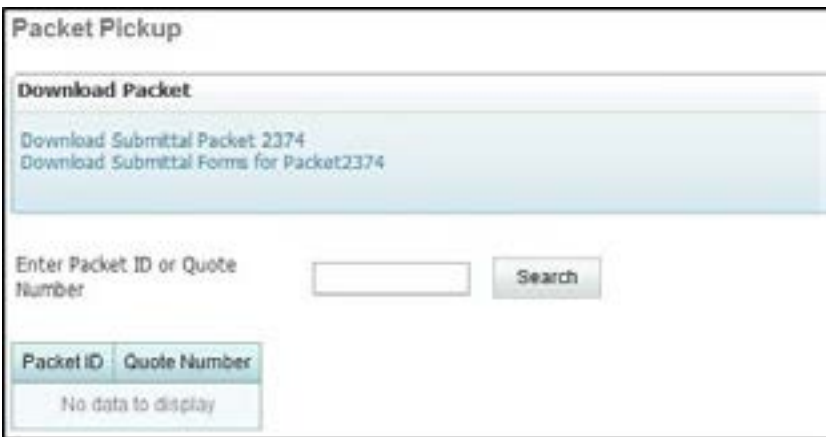 Packet Pickup
Download Packet
Download Submittal Packet 2374
Download Submittal Forms for Packet2374
Enter Packet ID or Quote
Number
Search
Packet ID Quote Number
No data to display